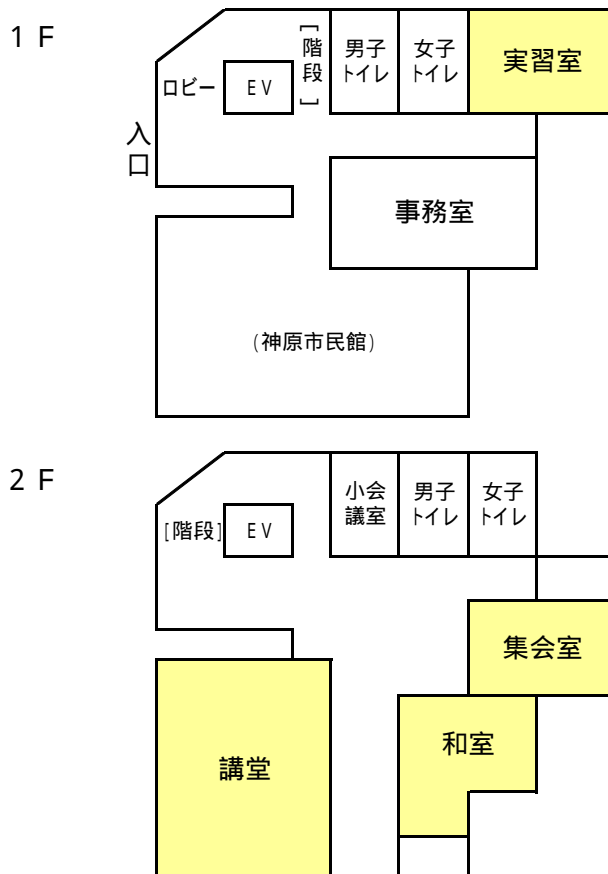 １Ｆ
[階段]
男子
トイレ
女子
トイレ
実習室
ロビー
ＥＶ
入口
事務室
(神原市民館)
２Ｆ
小会
議室
男子
トイレ
女子
トイレ
[階段]
ＥＶ
集会室
和室
講堂